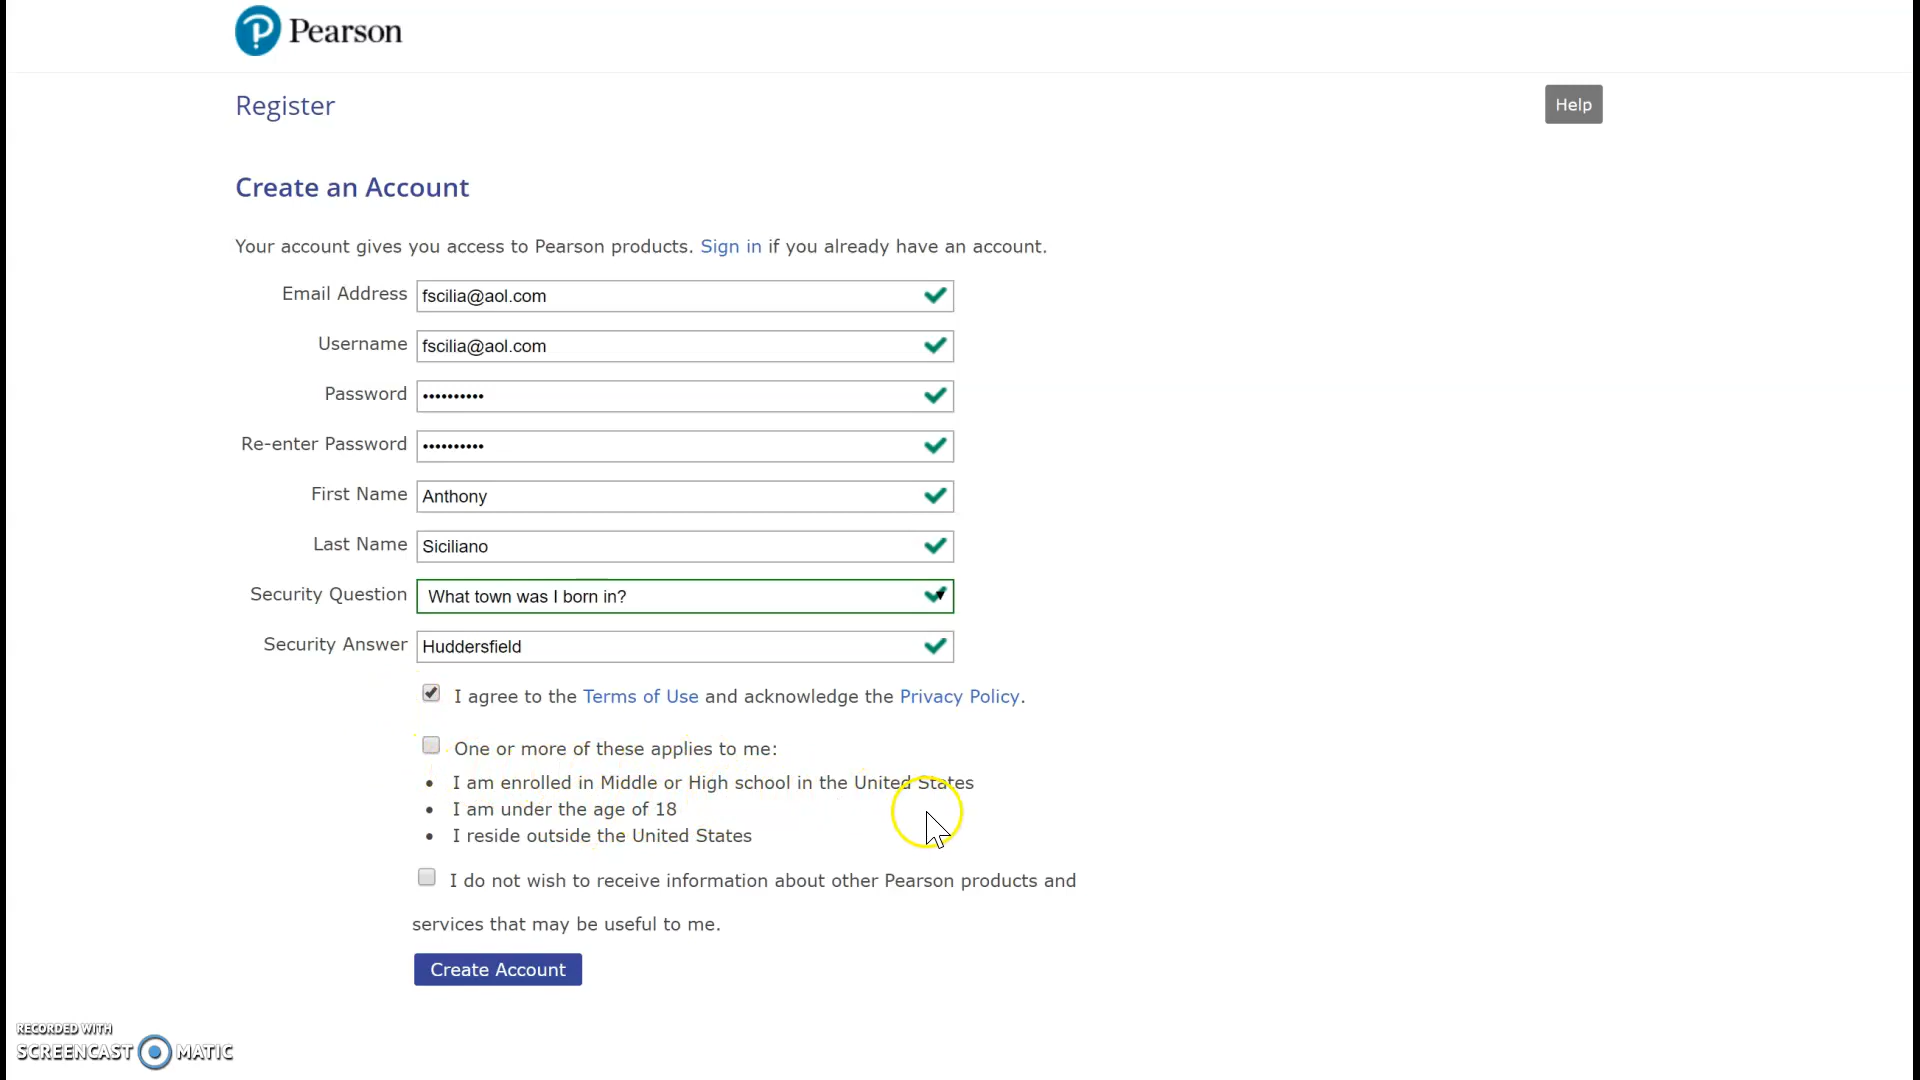 Pearson
Register
Help
Create an Account
Your account gives you access to Pearson products. Sign in if you already have an account.
Email Address fscilia@aol.com
Username fscilia@aol.com
Password ••••••••••
Re-enter Password ••••••••••
First Name Anthony
Last Name Siciliano
Security Question What town was I born in?
Security Answer Huddersfield
I agree to the Terms of Use and acknowledge the Privacy Policy.
One or more of these applies to me:
• I am enrolled in Middle or High school in the United States
• I am under the age of 18
• I reside outside the United States
I do not wish to receive information about other Pearson products and
services that may be useful to me.
Create Account
RECORDED WITH
SCREENCAST MATIC